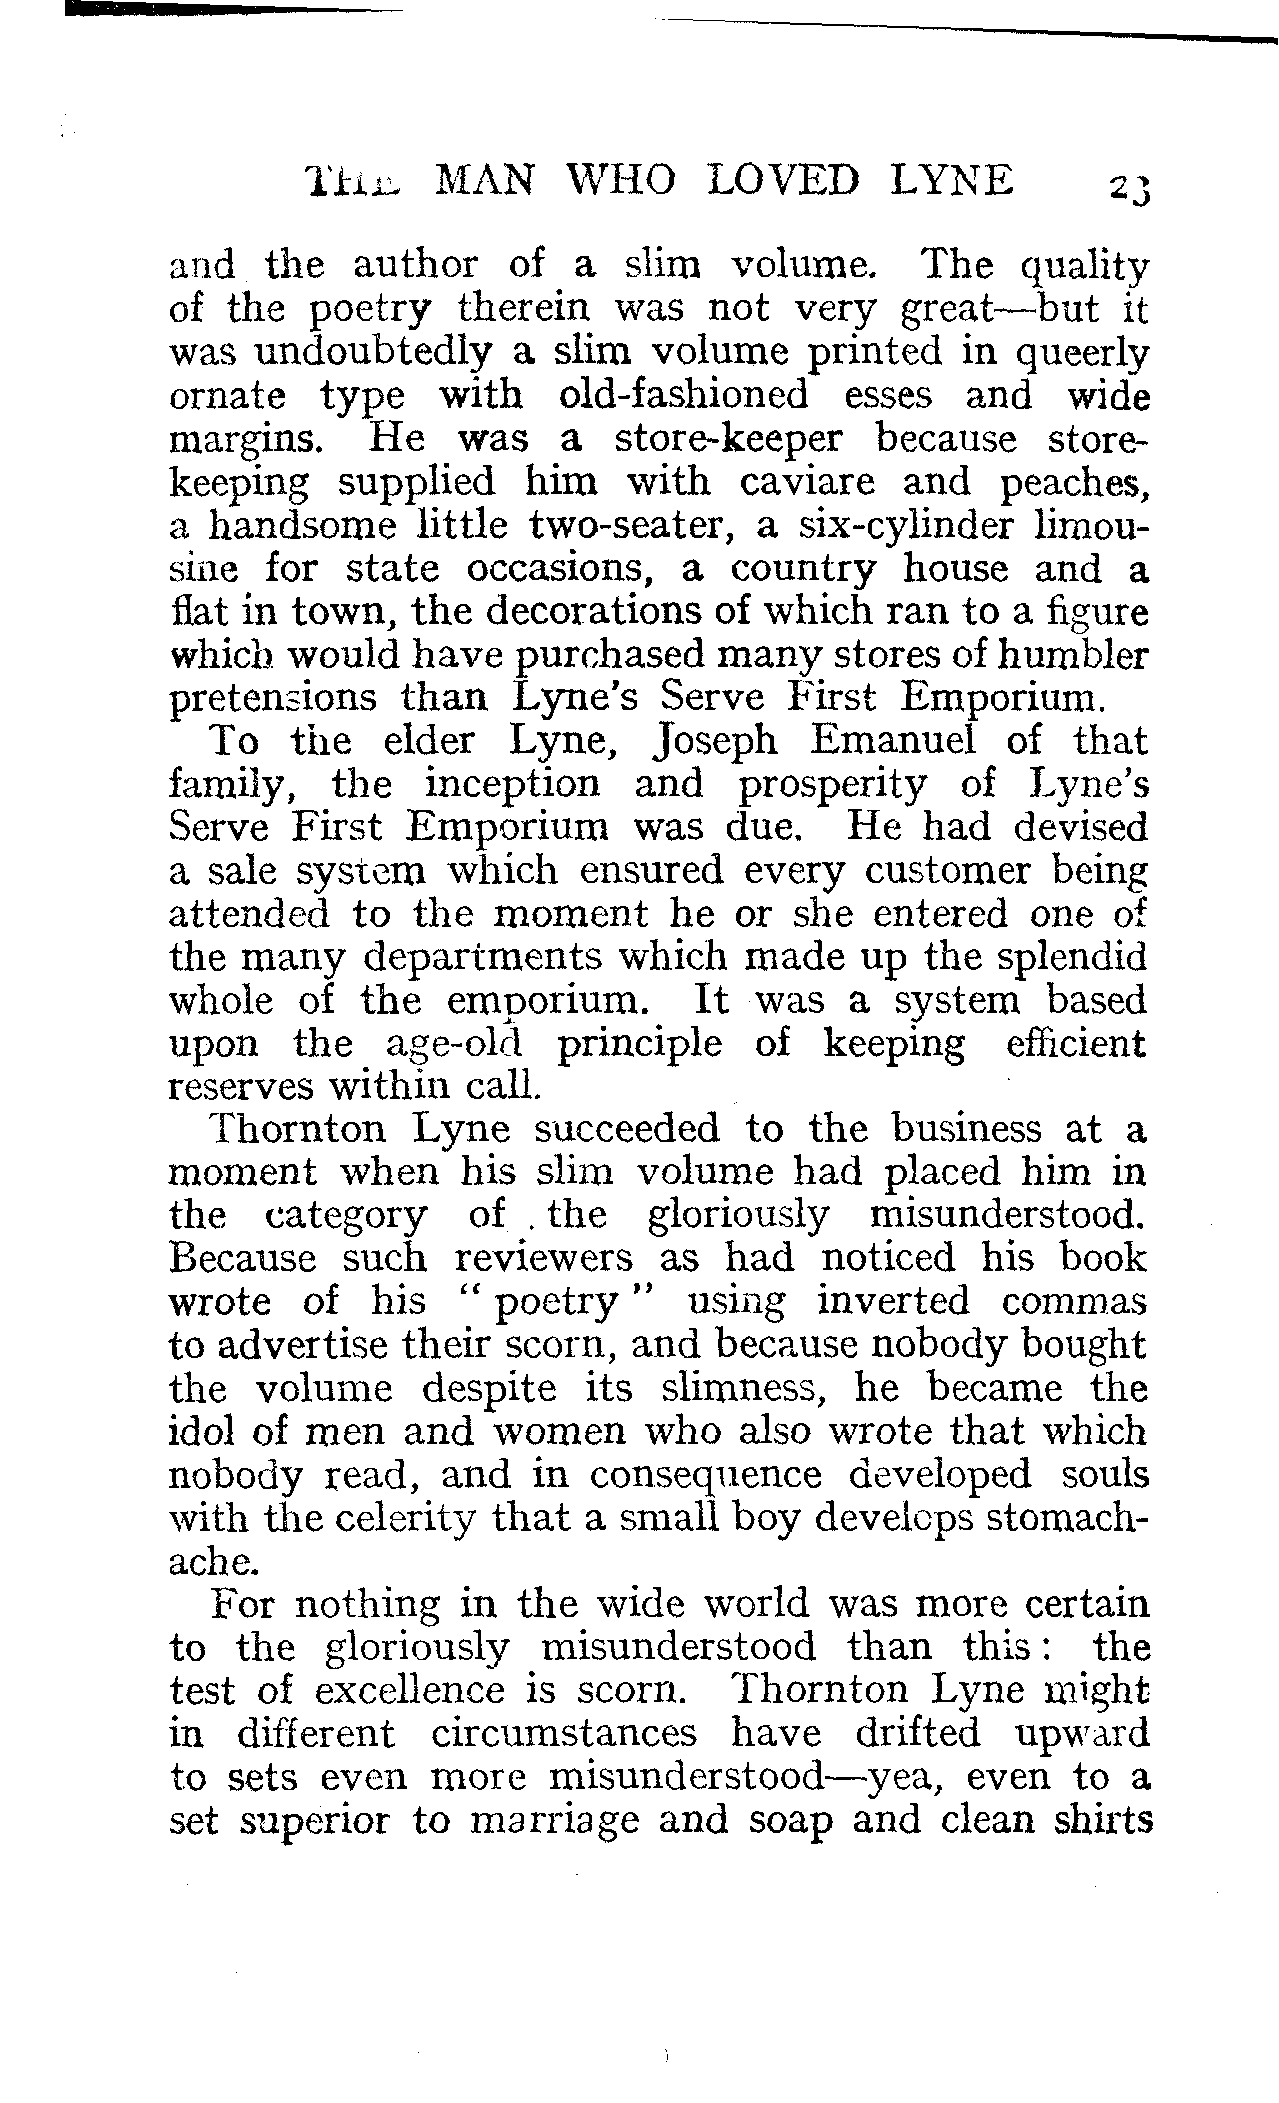 THE MAN WHO LOVED LYNE 23
and the author of a slim volume. The quality
of the poetry therein was not very great—but it
was undoubtedly a slim volume printed in queerly
ornate type with old-fashioned esses and wide
margins. He was a store-keeper because store-
keeping supplied him with caviare and peaches,
a handsome little two-seater, a six-cylinder limou-
sine for state occasions, a country house and a
flat in town, the decorations of which ran to a figure
which would have purchased many stores of humbler
pretensions than Lyne's Serve First Emporium.
To the elder Lyne, Joseph Emanuel of that
family, the inception and prosperity of Lyne's
Serve First Emporium was due. He had devised
a sale system which ensured every customer being
attended to the moment he or she entered one of
the many departments which made up the splendid
whole of the emporium. It was a system based
upon the age-old principle of keeping efficient
reserves within call.
Thornton Lyne succeeded to the business at a
moment when his slim volume had placed him in
the category of the gloriously misunderstood.
Because such reviewers as had noticed his book
wrote of his " poetry " using inverted commas
to advertise their scorn, and because nobody bought
the volume despite its slimness, he became the
idol of men and women who also wrote that which
nobody read, and in consequence developed souls
with the celerity that a small boy develops stomach-
ache.
For nothing in the wide world was more certain
to the gloriously misunderstood than this : the
test of excellence is scorn. Thornton Lyne might
in different circumstances have drifted upward
to sets even more misunderstood—yea, even to a
set superior to marriage and soap and clean shirts